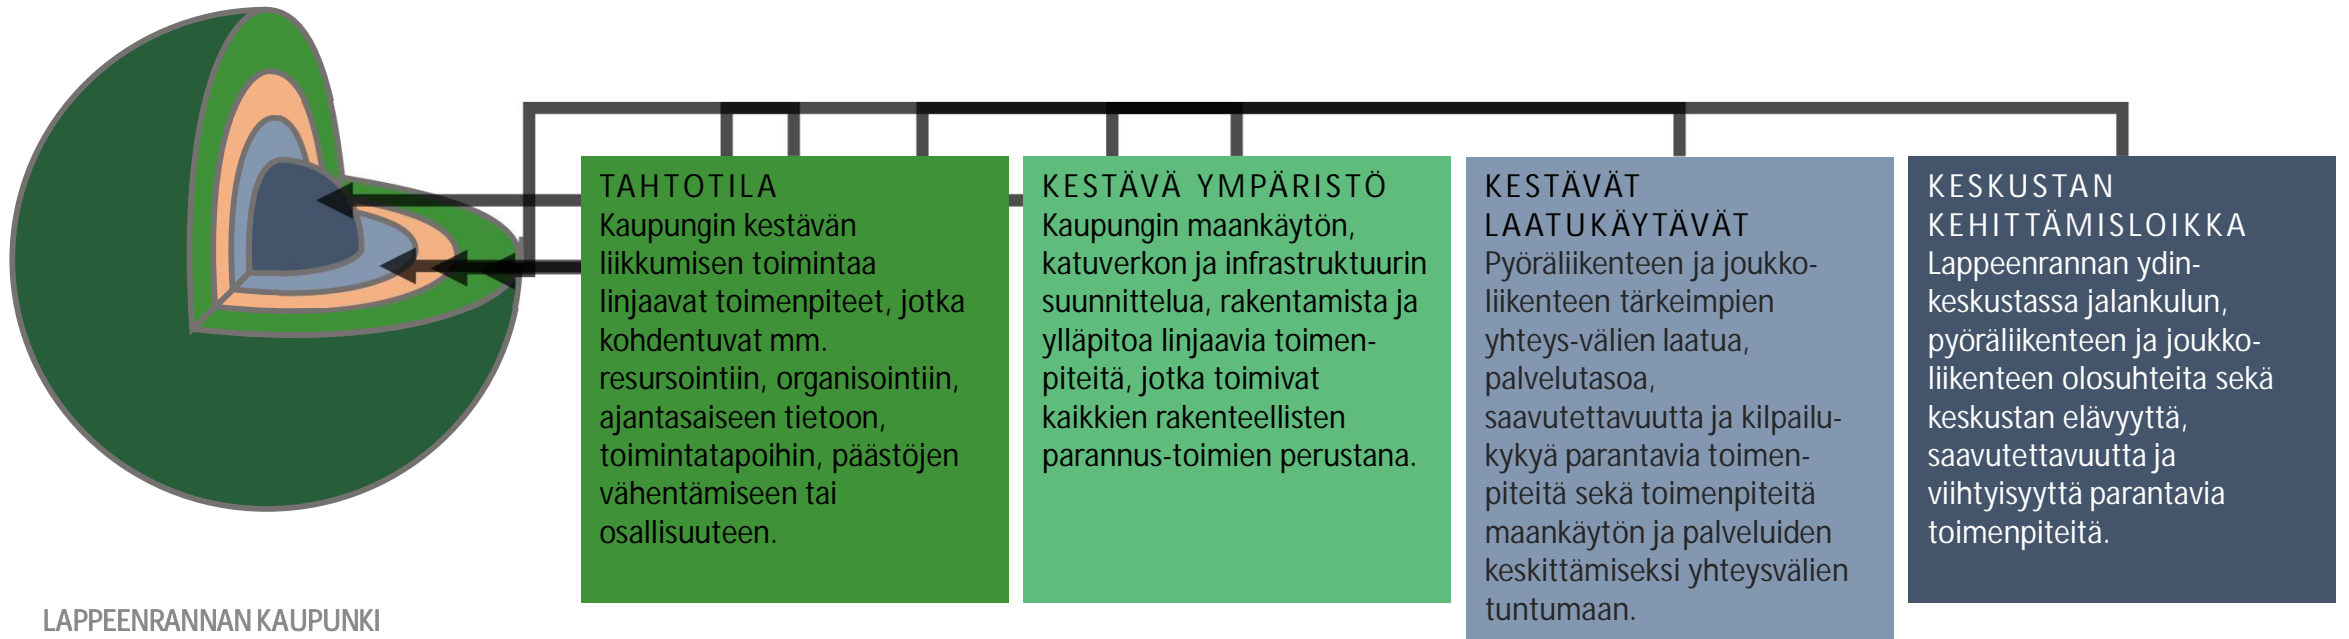 TAHTOTILA
Kaupungin kestävän
liikkumisen toimintaa
linjaavat toimenpiteet, jotka
kohdentuvat mm.
resursointiin, organisointiin,
ajantasaiseen tietoon,
toimintatapoihin, päästöjen
vähentämiseen tai
osallisuuteen.
KESTÄVÄ YMPÄRISTÖ
Kaupungin maankäytön,
katuverkon ja infrastruktuurin
suunnittelua, rakentamista ja
ylläpitoa linjaavia toimen-
piteitä, jotka toimivat
kaikkien rakenteellisten
parannus-toimien perustana.
KESTÄVÄT
LAATUKÄYTÄVÄT
Pyöräliikenteen ja joukko-
liikenteen tärkeimpien
yhteys-välien laatua,
palvelutasoa,
saavutettavuutta ja kilpailu-
kykyä parantavia toimen-
piteitä sekä toimenpiteitä
maankäytön ja palveluiden
keskittämiseksi yhteysvälien
tuntumaan.
KESKUSTAN
KEHITTÄMISLOIKKA
Lappeenrannan ydin-
keskustassa jalankulun,
pyöräliikenteen ja joukko-
liikenteen olosuhteita sekä
keskustan elävyyttä,
saavutettavuutta ja
viihtyisyyttä parantavia
toimenpiteitä.
LAPPEENRANNAN KAUPUNKI